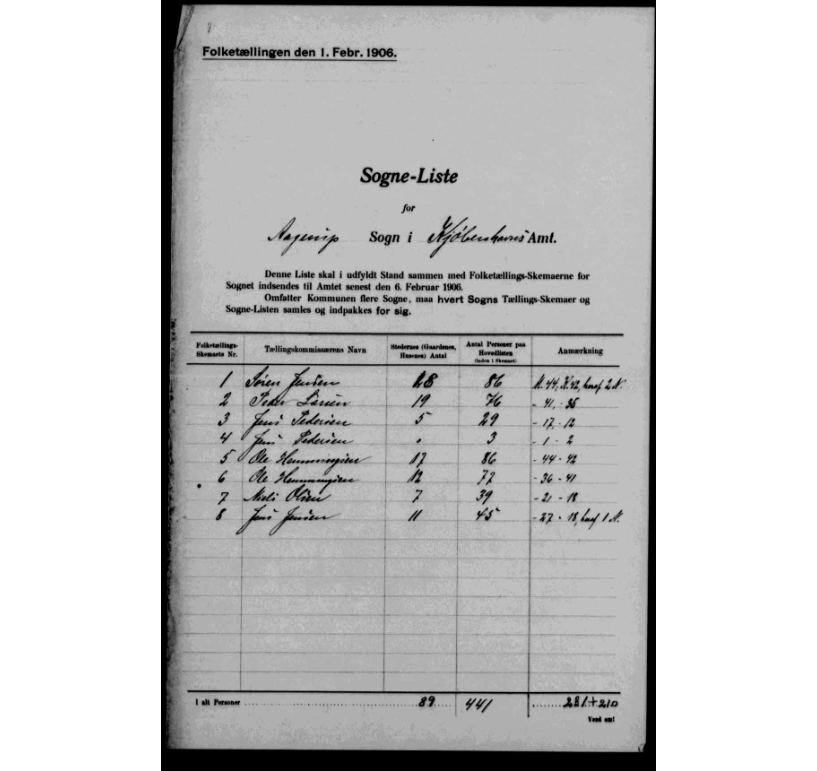 Folketællingen den 1. Febr. 1906.
Sogne-Liste
for
Aagerup Sogn i Kjøbenhavns Amt.
Denne Liste skal i udfyldt Stand sammen med Folketællings-Skemaerne for
Sognet indsendes til Amtet senest den 6. Februar 1906.
Omfatter Kommunen flere Sogne, maa hvert Sogns Tællings-Skemaer og
Sogne-Listen samles og indpakkes for sig.
Folketællings-Skemaets Nr. Tællingskommissærens Navn Stedernes (Gaardenes, Husenes) Antal Antal Personer paa Hovedlisten (inden i Skemaet) Anmærkning
1 Søren Jensen 18 86 M. 44, K. 42, heraf 2 N.
2 Peder Larsen 19 76 - 41 - 35
3 Jens Pedersen 5 29 - 17 - 12
4 Jens Pedersen " 3 - 1 - 2
5 Ole Hemmingsen 17 86 - 44 - 42
6 Ole Hemmingsen 12 77 - 36 - 41
7 Niels Olsen 7 39 - 21 - 18
8 Jens Jensen 11 45 - 27 - 18, heraf 1 N.
I alt Personer 89 441 231 + 210
Vend om!